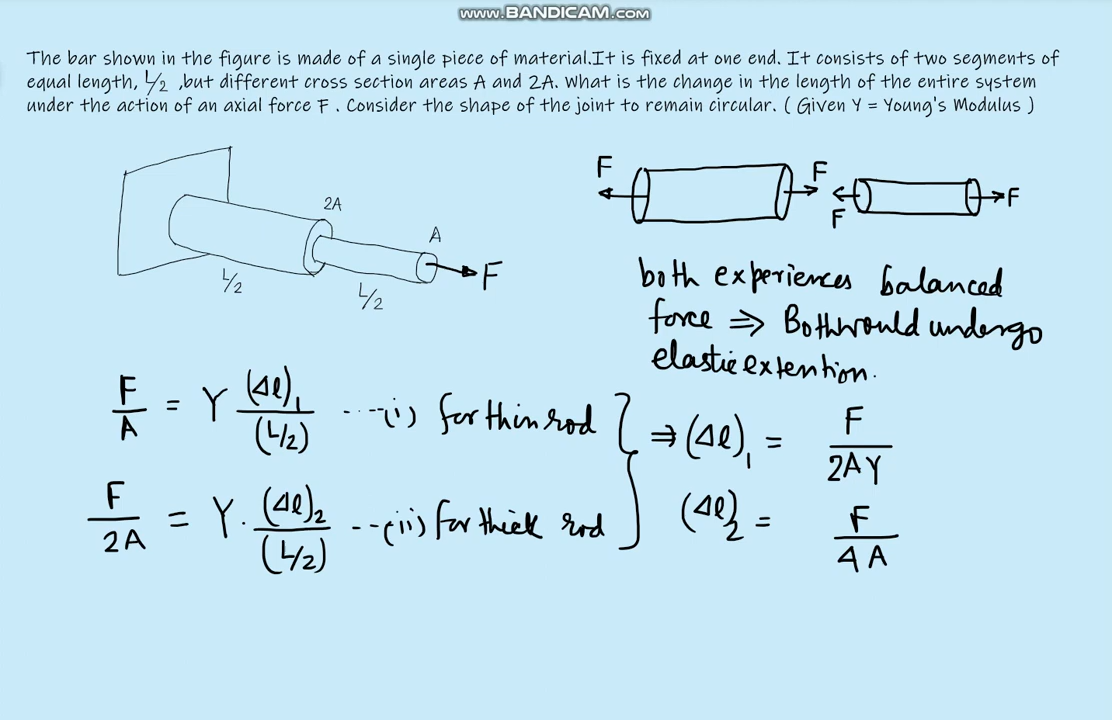 www.BANDICAM.com
The bar shown in the figure is made of a single piece of material.It is fixed at one end. It consists of two segments of
equal length, L/2 ,but different cross section areas A and 2A. What is the change in the length of the entire system
under the action of an axial force F . Consider the shape of the joint to remain circular. ( Given Y = Young's Modulus )
2A
A
F
L/2
L/2
F F F F
both experiences balanced
force ⇒ Both would undergo
elastic extention.
F/A = Y (Δl)₁/(L/2) ----(i) for thin rod
F/2A = Y. (Δl)₂/(L/2) --(ii) for thick rod
⇒ (Δl)₁ = F/2AY
(Δl)₂ = F/4A